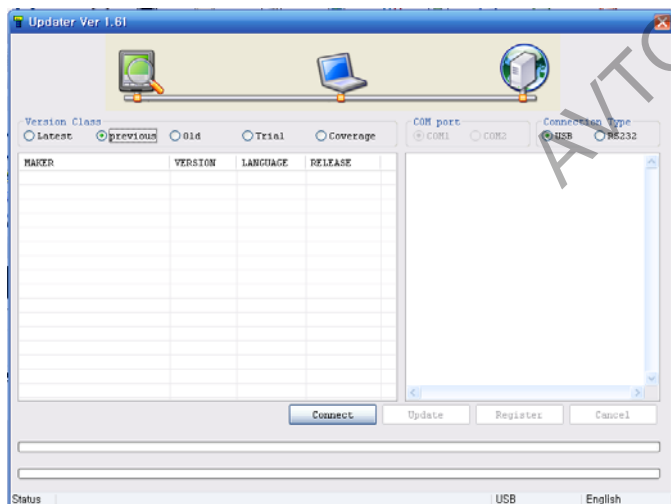 Updater Ver 1.61
Version Class
Latest previous Old Trial Coverage
COM port
COM1 COM2
Connection Type
USB RS232
MAKER VERSION LANGUAGE RELEASE
Connect Update Register Cancel
Status USB English
AVTO